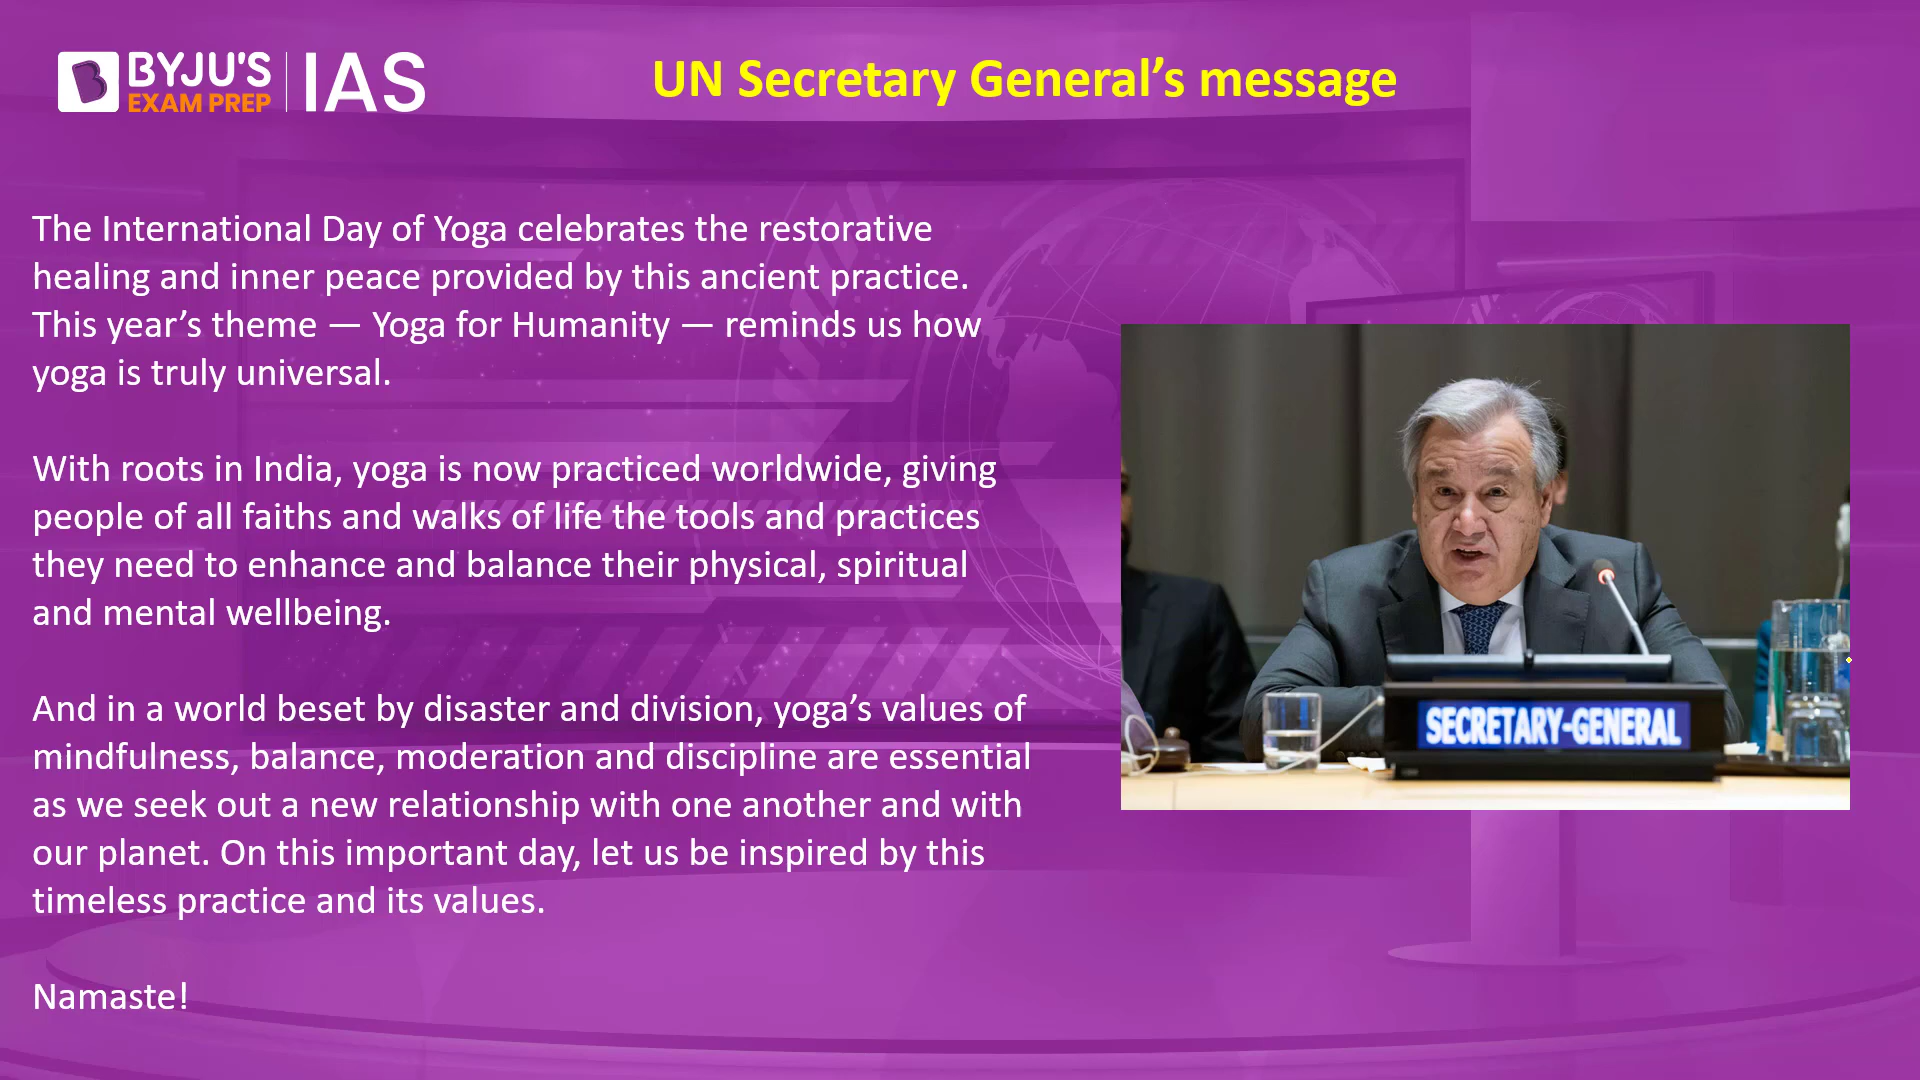 BYJU'S
EXAM PREP
IAS
UN Secretary General’s message
The International Day of Yoga celebrates the restorative
healing and inner peace provided by this ancient practice.
This year’s theme — Yoga for Humanity — reminds us how
yoga is truly universal.
With roots in India, yoga is now practiced worldwide, giving
people of all faiths and walks of life the tools and practices
they need to enhance and balance their physical, spiritual
and mental wellbeing.
And in a world beset by disaster and division, yoga’s values of
mindfulness, balance, moderation and discipline are essential
as we seek out a new relationship with one another and with
our planet. On this important day, let us be inspired by this
timeless practice and its values.
Namaste!
SECRETARY-GENERAL